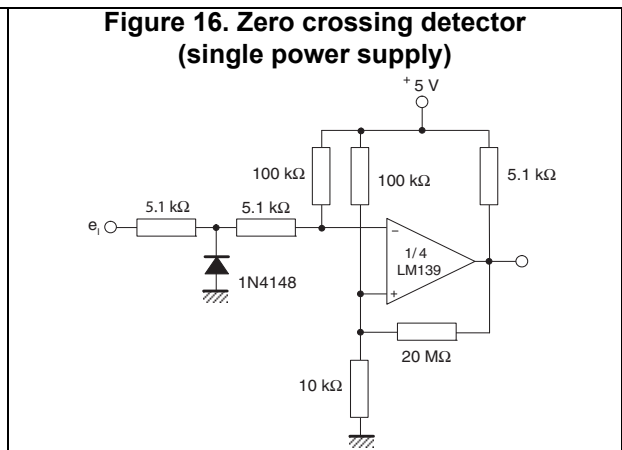 Figure 16. Zero crossing detector
(single power supply)
+ 5 V
100 kΩ
100 kΩ
5.1 kΩ
5.1 kΩ
5.1 kΩ
eI
−
1/4
LM139
1N4148
+
20 MΩ
10 kΩ